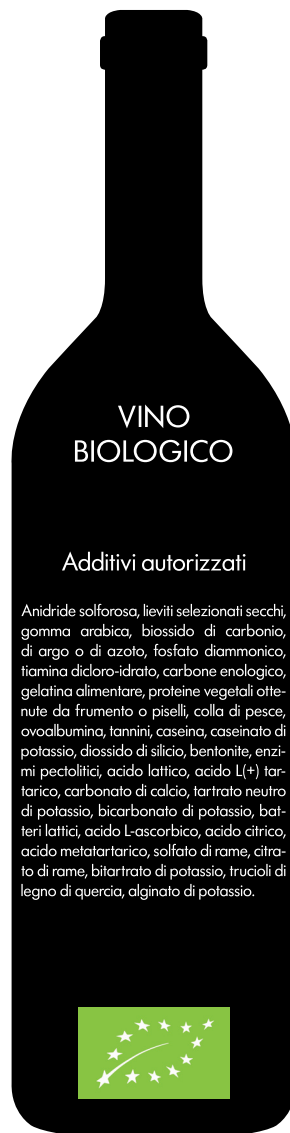 VINO
BIOLOGICO
Additivi autorizzati
Anidride solforosa, lieviti selezionati secchi,
gomma arabica, biossido di carbonio,
di argo o di azoto, fosfato diammonico,
tiamina dicloro-idrato, carbone enologico,
gelatina alimentare, proteine vegetali otte-
nute da frumento o piselli, colla di pesce,
ovoalbumina, tannini, caseina, caseinato di
potassio, diossido di silicio, bentonite, enzi-
mi pectolitici, acido lattico, acido L(+) tar-
tarico, carbonato di calcio, tartrato neutro
di potassio, bicarbonato di potassio, bat-
teri lattici, acido L-ascorbico, acido citrico,
acido metatartarico, solfato di rame, citra-
to di rame, bitartrato di potassio, trucioli di
legno di quercia, alginato di potassio.